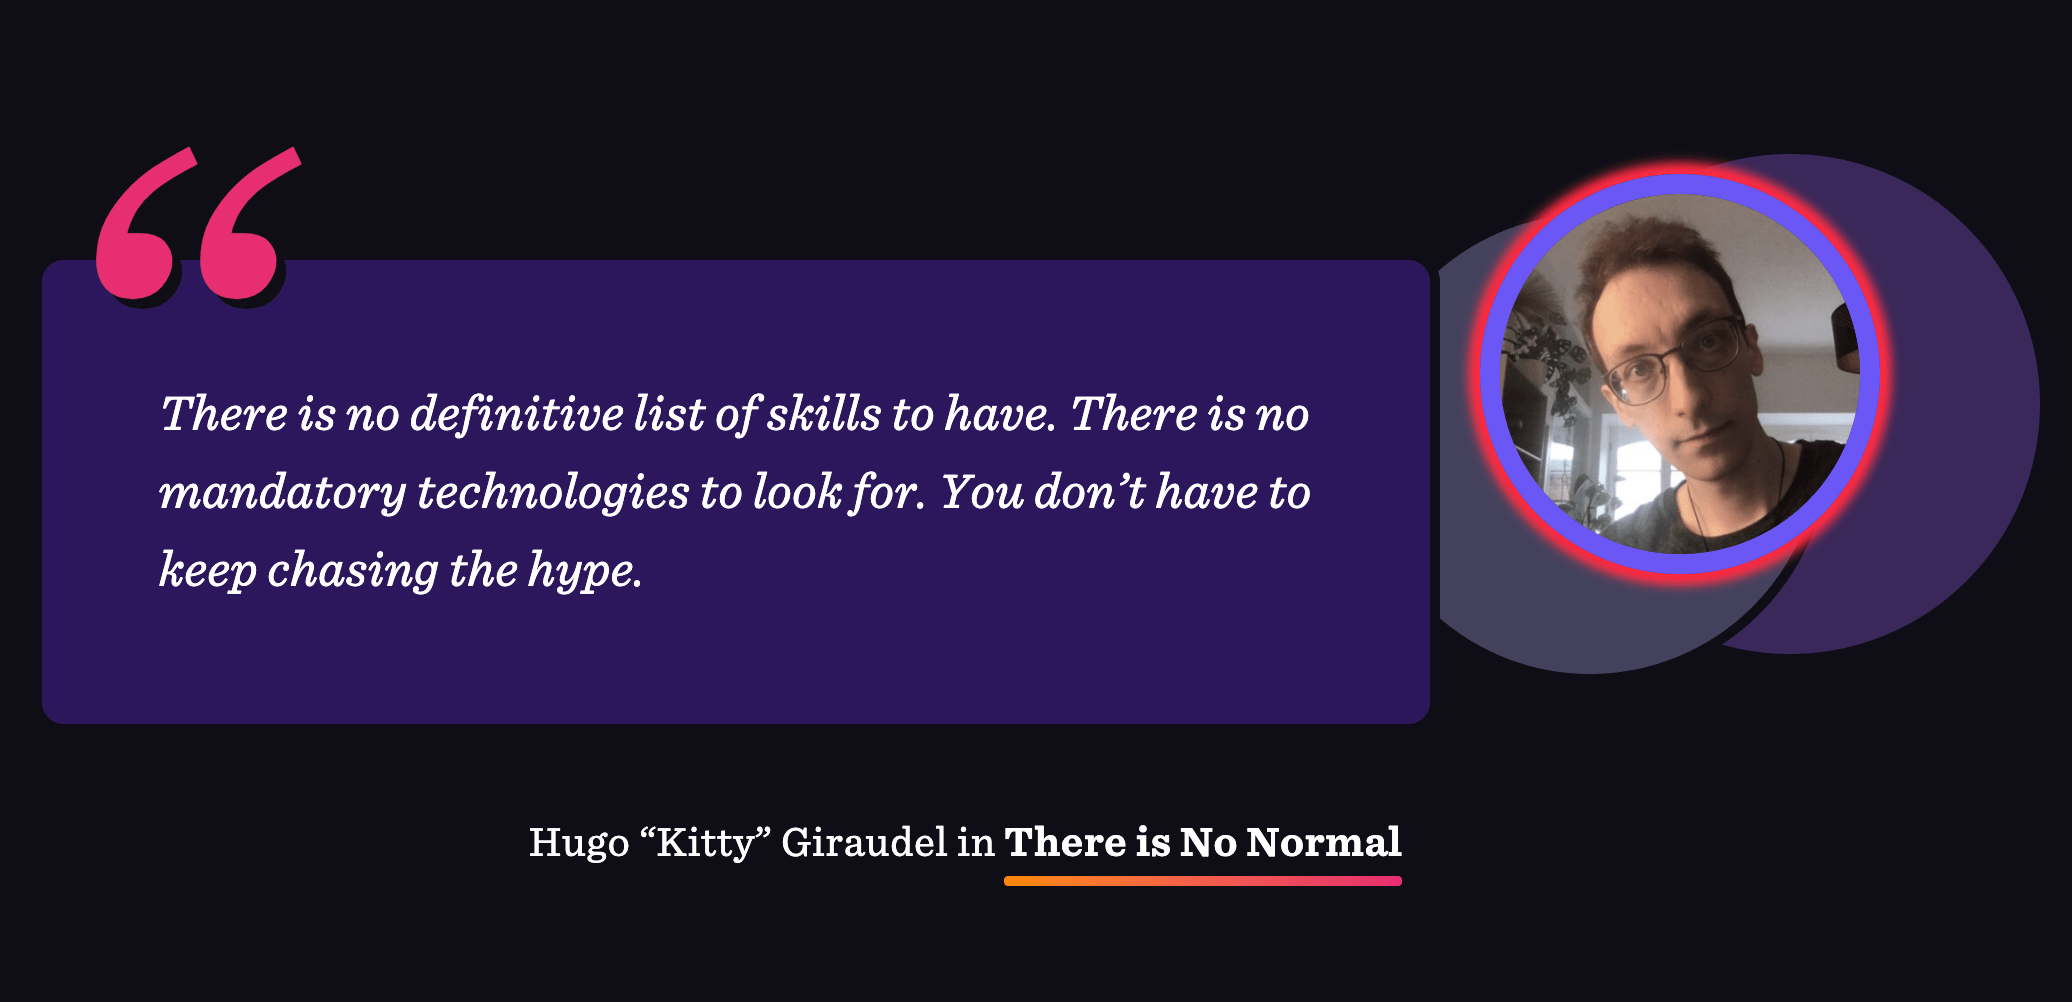 “
There is no definitive list of skills to have. There is no
mandatory technologies to look for. You don’t have to
keep chasing the hype.
Hugo “Kitty” Giraudel in There is No Normal